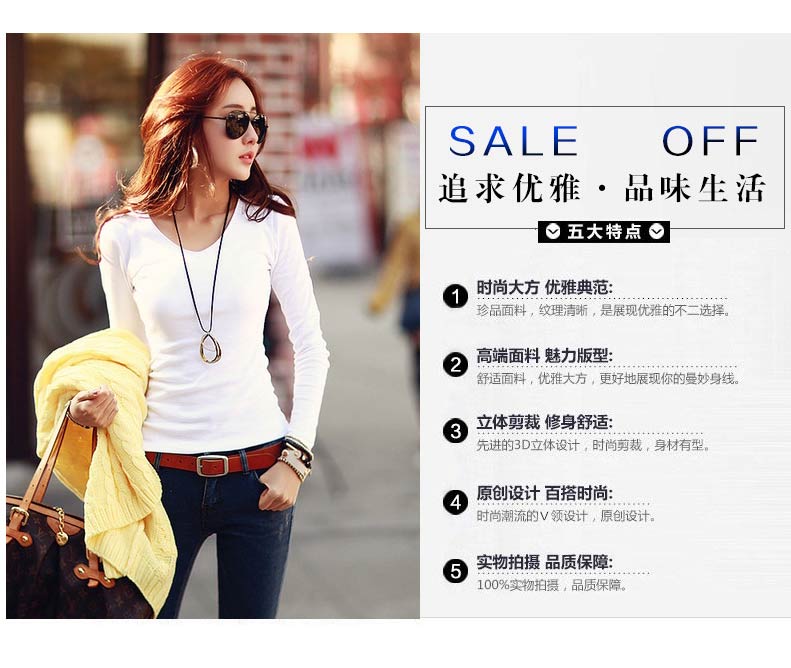 SALE OFF
追求优雅·品味生活
五大特点
1 时尚大方 优雅典范:
珍品面料，纹理清晰，是展现优雅的不二选择。
2 高端面料 魅力版型:
舒适面料，优雅大方，更好地展现你的曼妙身线。
3 立体剪裁 修身舒适:
先进的3D立体设计，时尚剪裁，身材有型。
4 原创设计 百搭时尚:
时尚潮流的V领设计，原创设计。
5 实物拍摄 品质保障:
100%实物拍摄，品质保障。